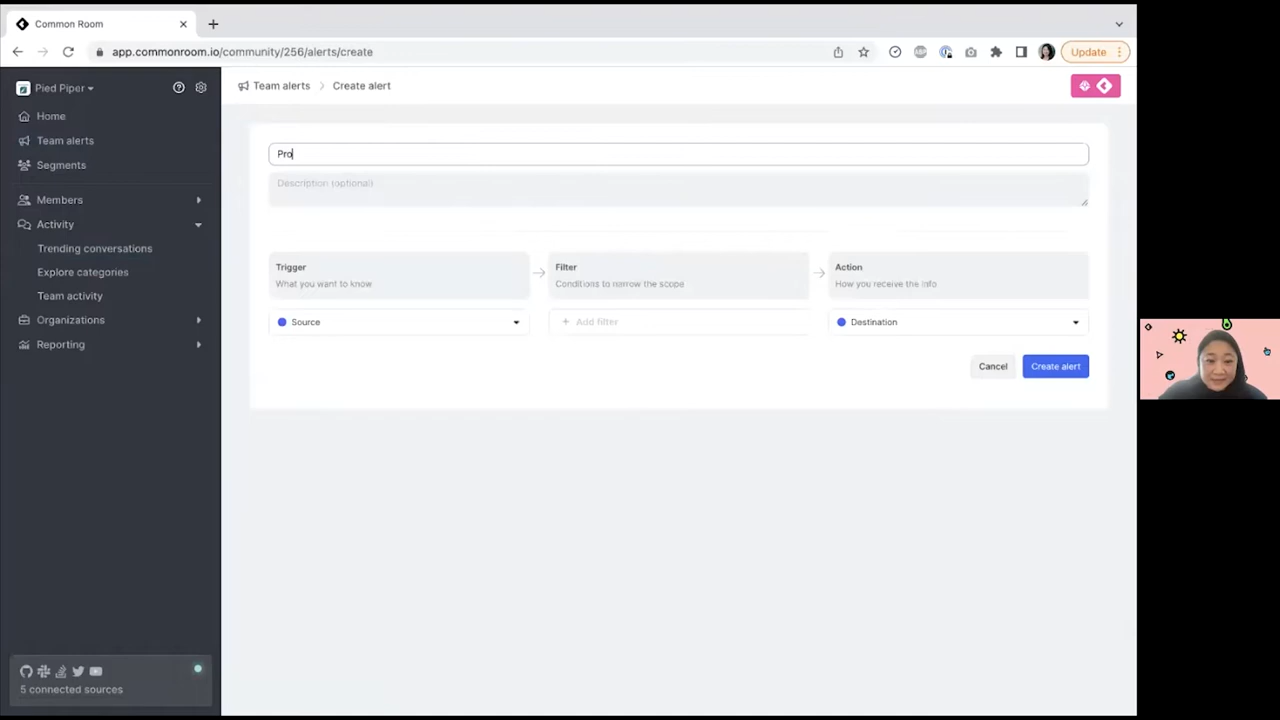 Common Room
app.commonroom.io/community/256/alerts/create
Update
Pied Piper
Team alerts
Create alert
Home
Team alerts
Segments
Members
Activity
Trending conversations
Explore categories
Team activity
Organizations
Reporting
Pro
Description (optional)
Trigger
What you want to know
Filter
Conditions to narrow the scope
Action
How you receive the info
Source
Add filter
Destination
Cancel
Create alert
5 connected sources